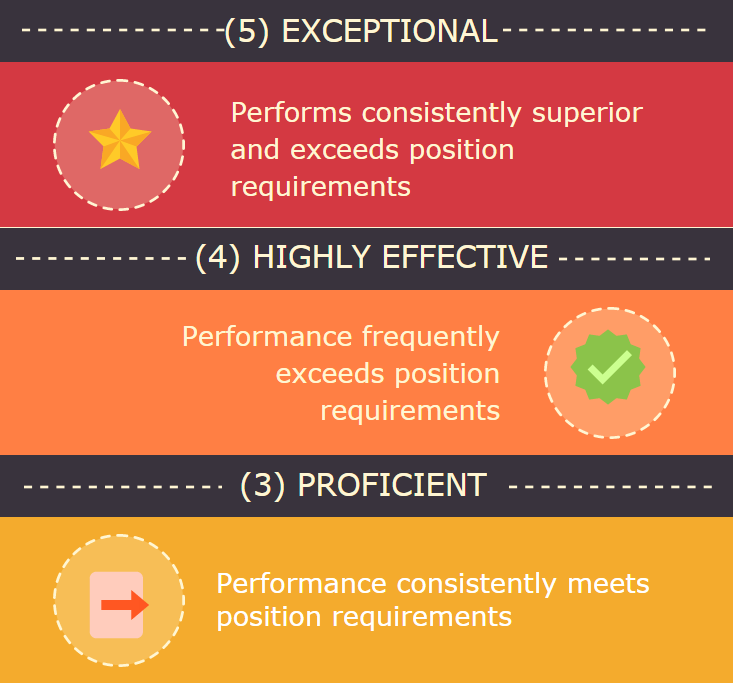 (5) EXCEPTIONAL
Performs consistently superior
and exceeds position
requirements
(4) HIGHLY EFFECTIVE
Performance frequently
exceeds position
requirements
(3) PROFICIENT
Performance consistently meets
position requirements